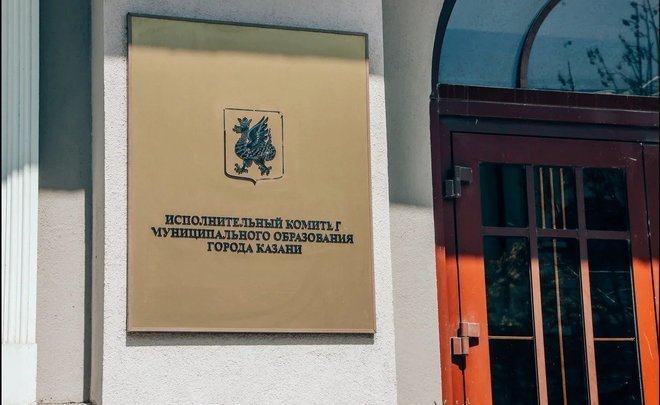 ИСПОЛНИТЕЛЬНЫЙ КОМИТЕТ
МУНИЦИПАЛЬНОГО ОБРАЗОВАНИЯ
ГОРОДА КАЗАНИ